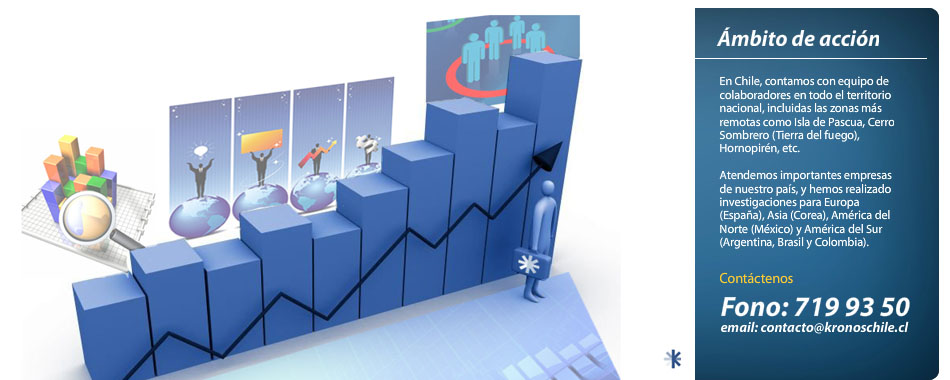 Ámbito de acción
En Chile, contamos con equipo de
colaboradores en todo el territorio
nacional, incluidas las zonas más
remotas como Isla de Pascua, Cerro
Sombrero (Tierra del fuego),
Hornopirén, etc.
Atendemos importantes empresas
de nuestro país, y hemos realizado
investigaciones para Europa
(España), Asia (Corea), América del
Norte (México) y América del Sur
(Argentina, Brasil y Colombia).
Contáctenos
Fono: 719 93 50
email: contacto@kronoschile.cl